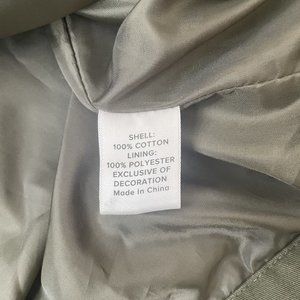 SHELL:
100% COTTON
LINING:
100% POLYESTER
EXCLUSIVE OF
DECORATION
Made In China